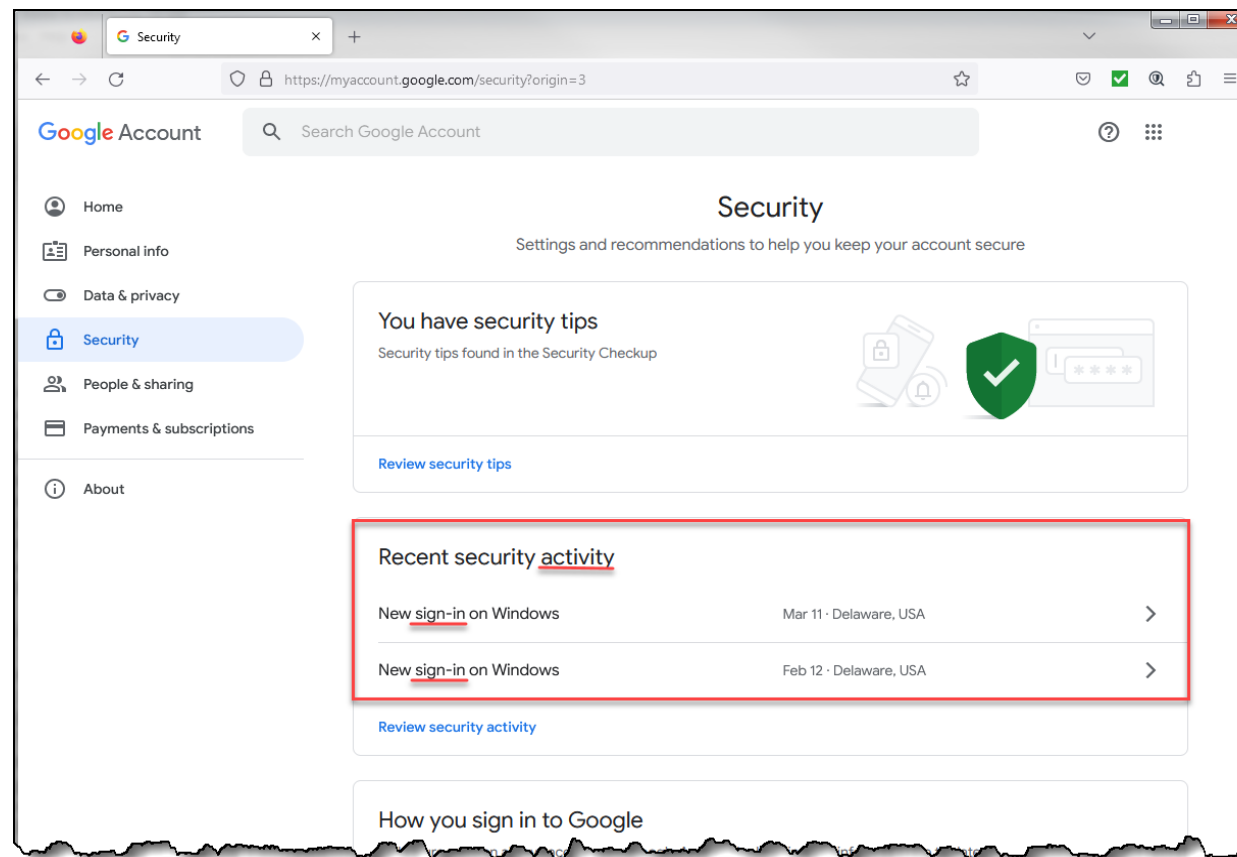 Security
https://myaccount.google.com/security?origin=3
Google Account
Search Google Account
Home
Personal info
Data & privacy
Security
People & sharing
Payments & subscriptions
About
Security
Settings and recommendations to help you keep your account secure
You have security tips
Security tips found in the Security Checkup
* * * *
Review security tips
Recent security activity
New sign-in on Windows Mar 11 · Delaware, USA
New sign-in on Windows Feb 12 · Delaware, USA
Review security activity
How you sign in to Google